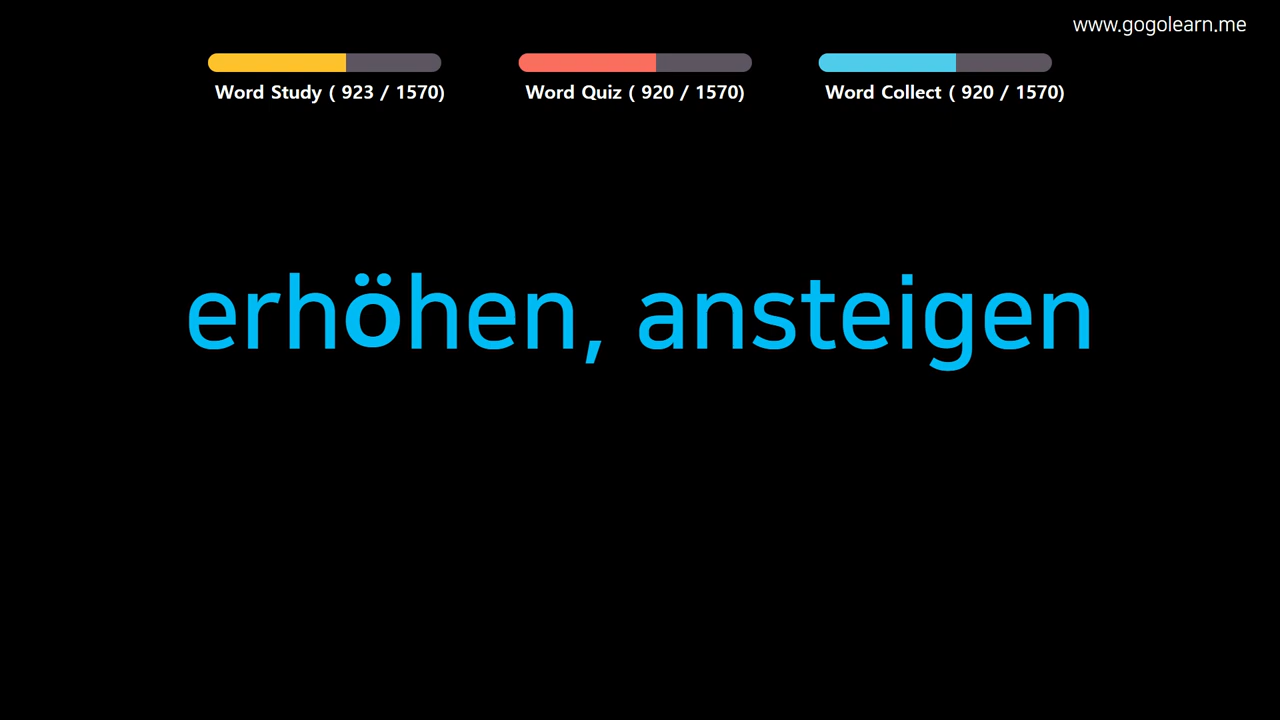 www.gogolearn.me
Word Study ( 923 / 1570)
Word Quiz ( 920 / 1570)
Word Collect ( 920 / 1570)
erhöhen, ansteigen